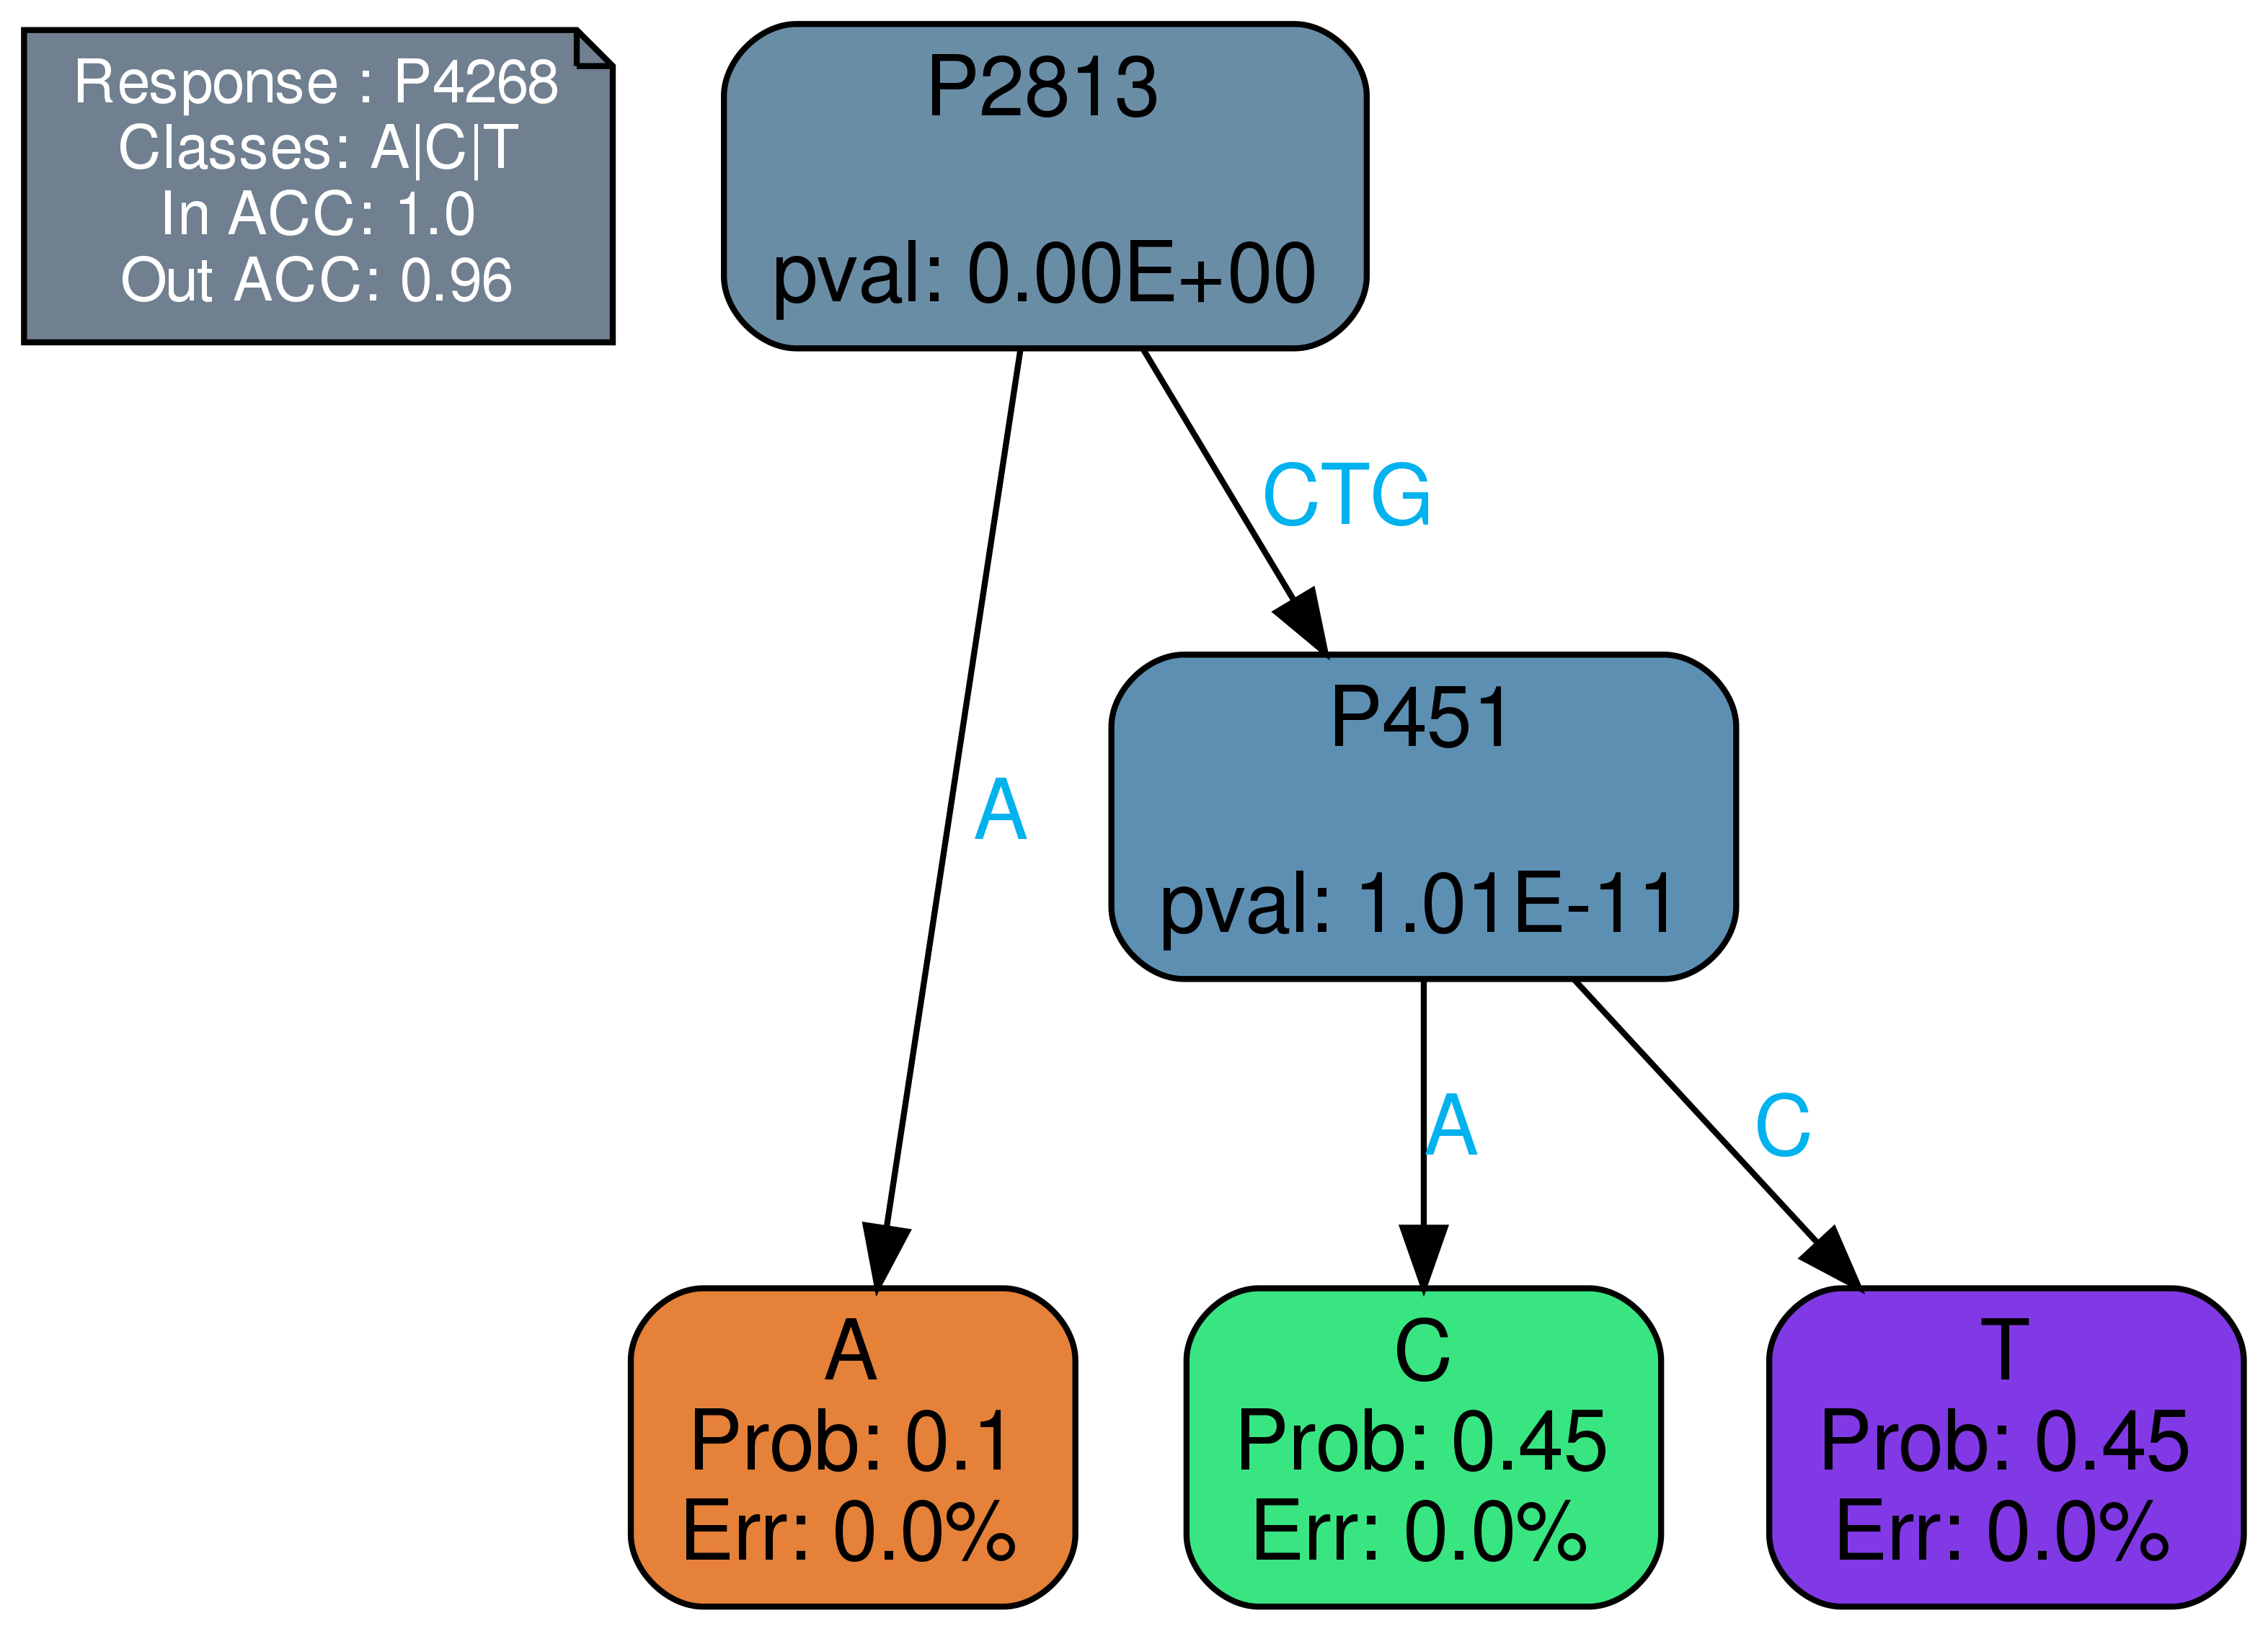 Response : P4268
Classes: A|C|T
In ACC: 1.0
Out ACC: 0.96
P2813
pval: 0.00E+00
CTG
A
P451
pval: 1.01E-11
A
C
A
Prob: 0.1
Err: 0.0%
C
Prob: 0.45
Err: 0.0%
T
Prob: 0.45
Err: 0.0%